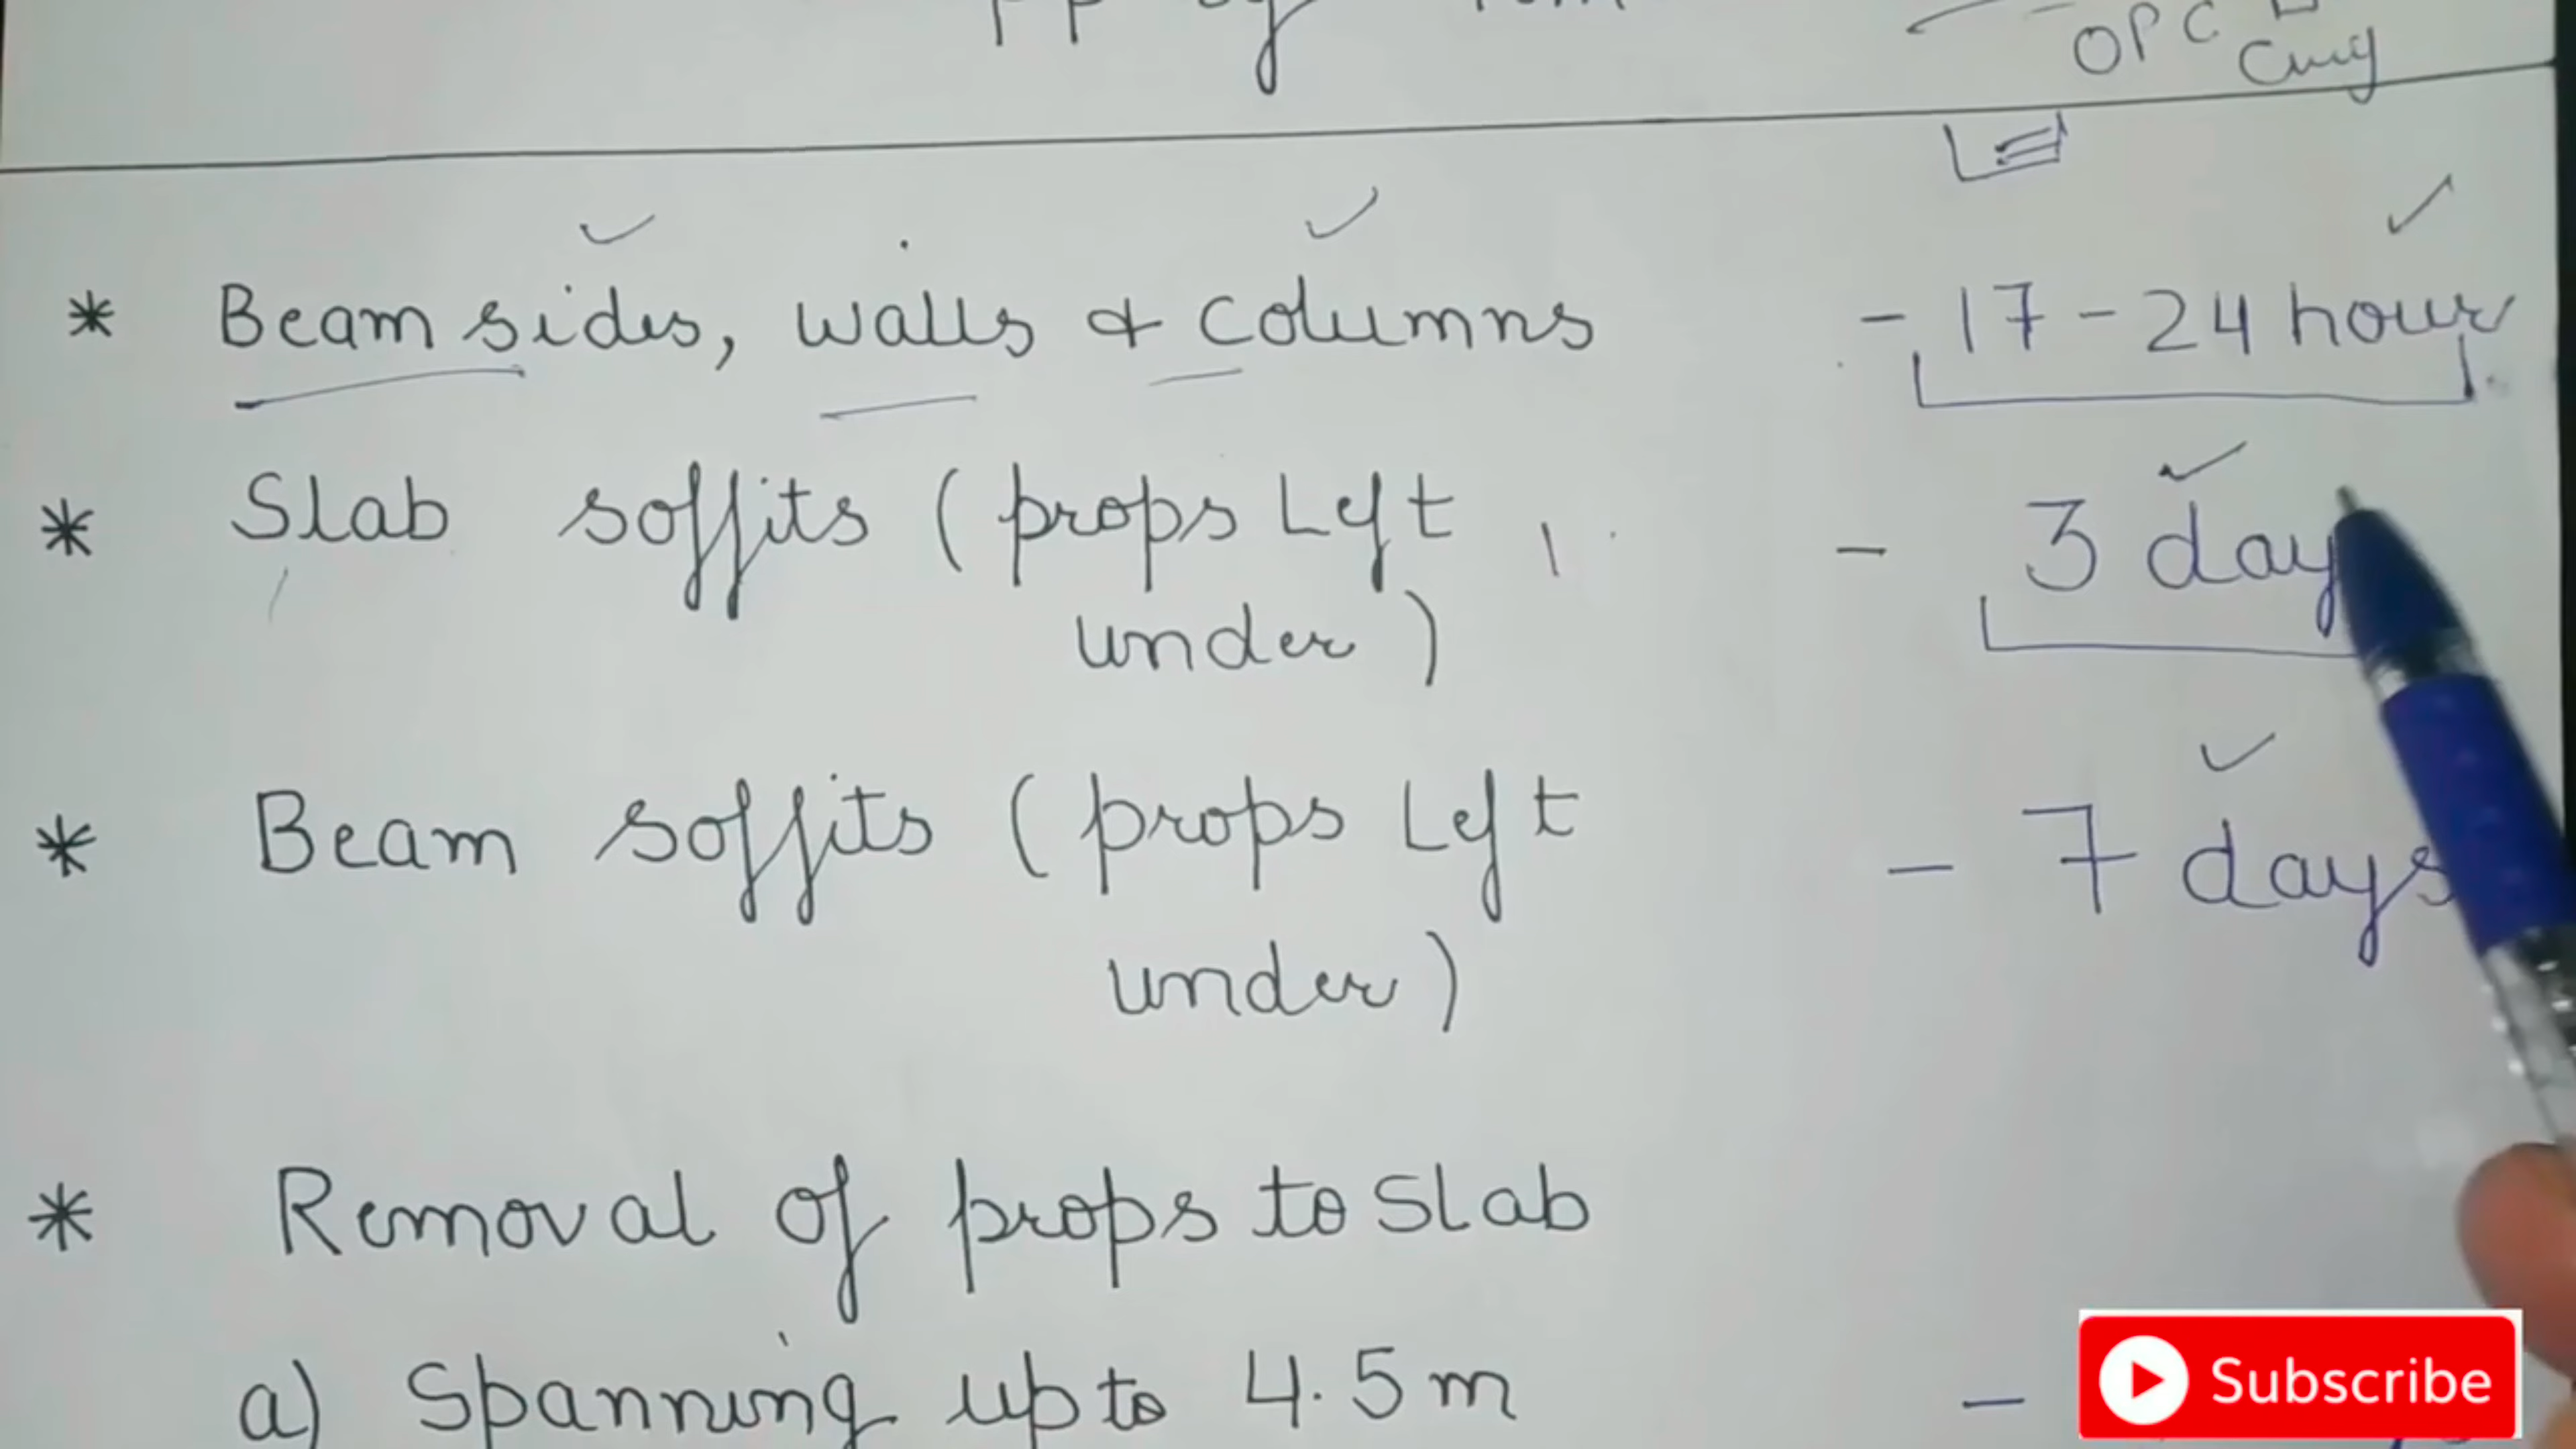 OPC
* Beam sides, walls & columns - 17-24 hour
* Slab soffits (props Left - 3 day
under)
* Beam soffits (props Left - 7 days
under)
* Removal of props to Slab
a) Spanning up to 4.5m -
Subscribe